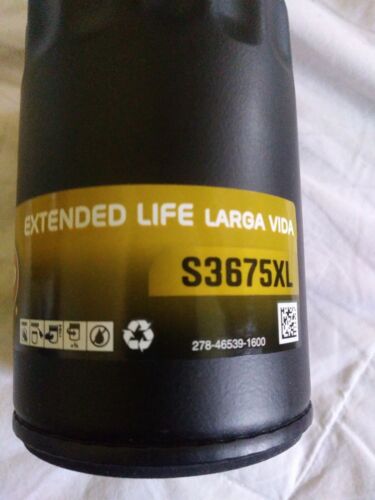 EXTENDED LIFE LARGA VIDA
S3675XL
278-46539-1600